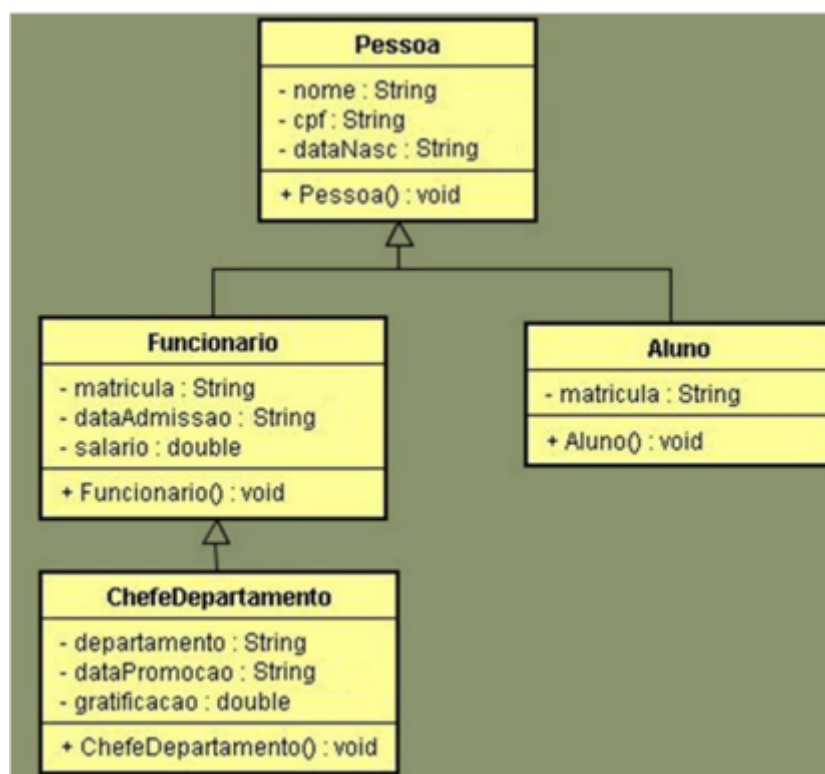 Pessoa
- nome : String
- cpf : String
- dataNasc : String
+ Pessoa() : void
Funcionario
- matricula : String
- dataAdmissao : String
- salario : double
+ Funcionario() : void
Aluno
- matricula : String
+ Aluno() : void
ChefeDepartamento
- departamento : String
- dataPromocao : String
- gratificacao : double
+ ChefeDepartamento() : void